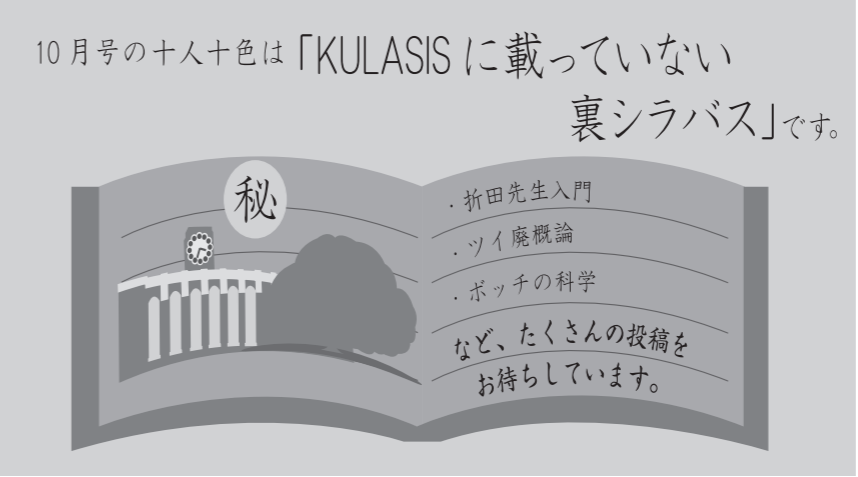 10月号の十人十色は「KULASISに載っていない
裏シラバス」です。
秘
・折田先生入門
・ツイ廃概論
・ボッチの科学
など、たくさんの投稿を
お待ちしています。